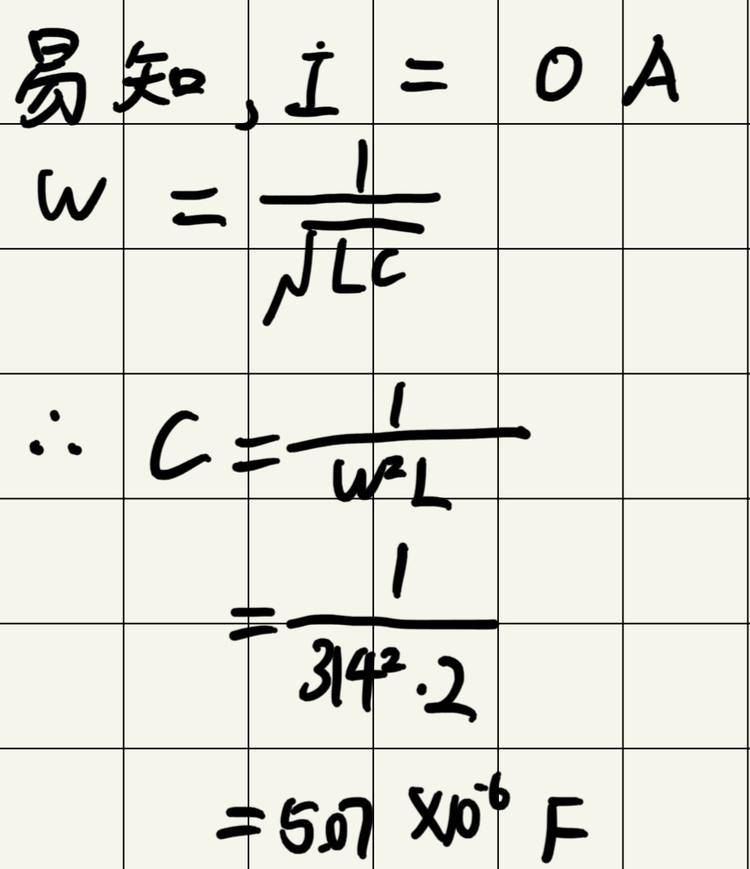 易知, İ = 0 A
W = 1/√LC
∴ C = 1/W²L
= 1/314²·2
= 5.07 ×10⁻⁶ F